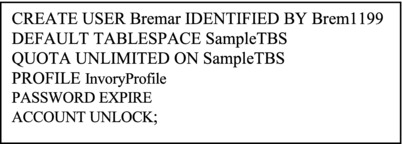 CREATE USER Bremar IDENTIFIED BY Brem1199
DEFAULT TABLESPACE SampleTBS
QUOTA UNLIMITED ON SampleTBS
PROFILE InvoryProfile
PASSWORD EXPIRE
ACCOUNT UNLOCK;